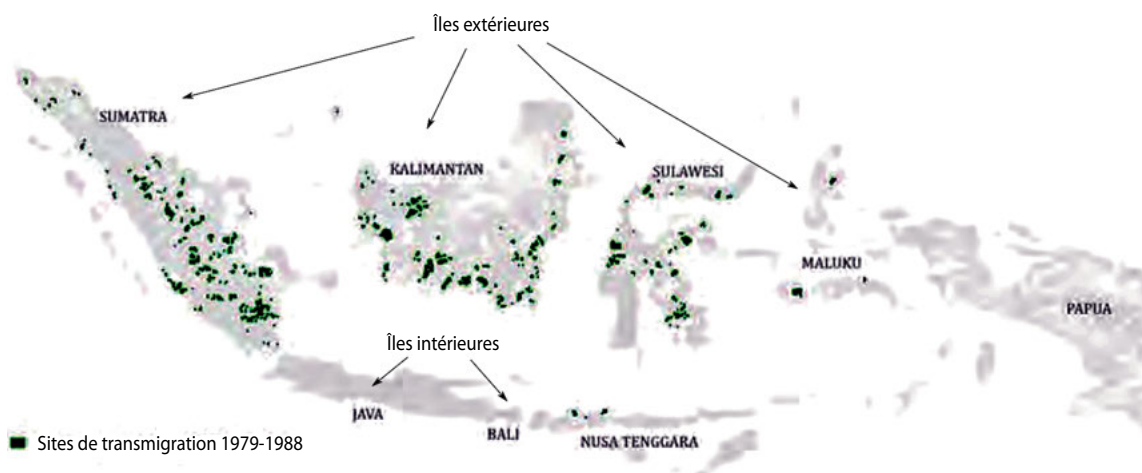 Îles extérieures
SUMATRA
KALIMANTAN
SULAWESI
MALUKU
PAPUA
Îles intérieures
JAVA
BALI
NUSA TENGGARA
Sites de transmigration 1979-1988